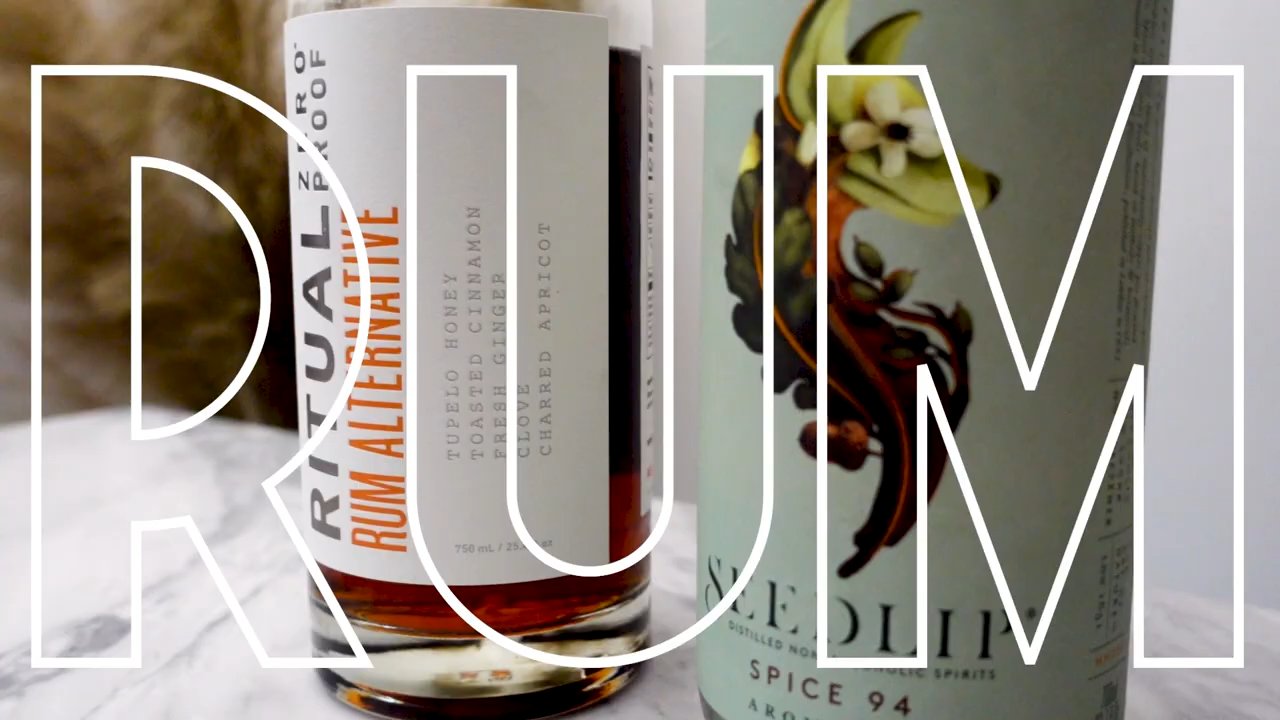 RUM
RITUAL ZERO PROOF
RUM ALTERNATIVE
TUPELO HONEY
TOASTED CINNAMON
FRESH GINGER
CLOVE
CHARRED APRICOT
750 mL / 25
SEEDLIP
DISTILLED NON ALCOHOLIC SPIRITS
SPICE 94